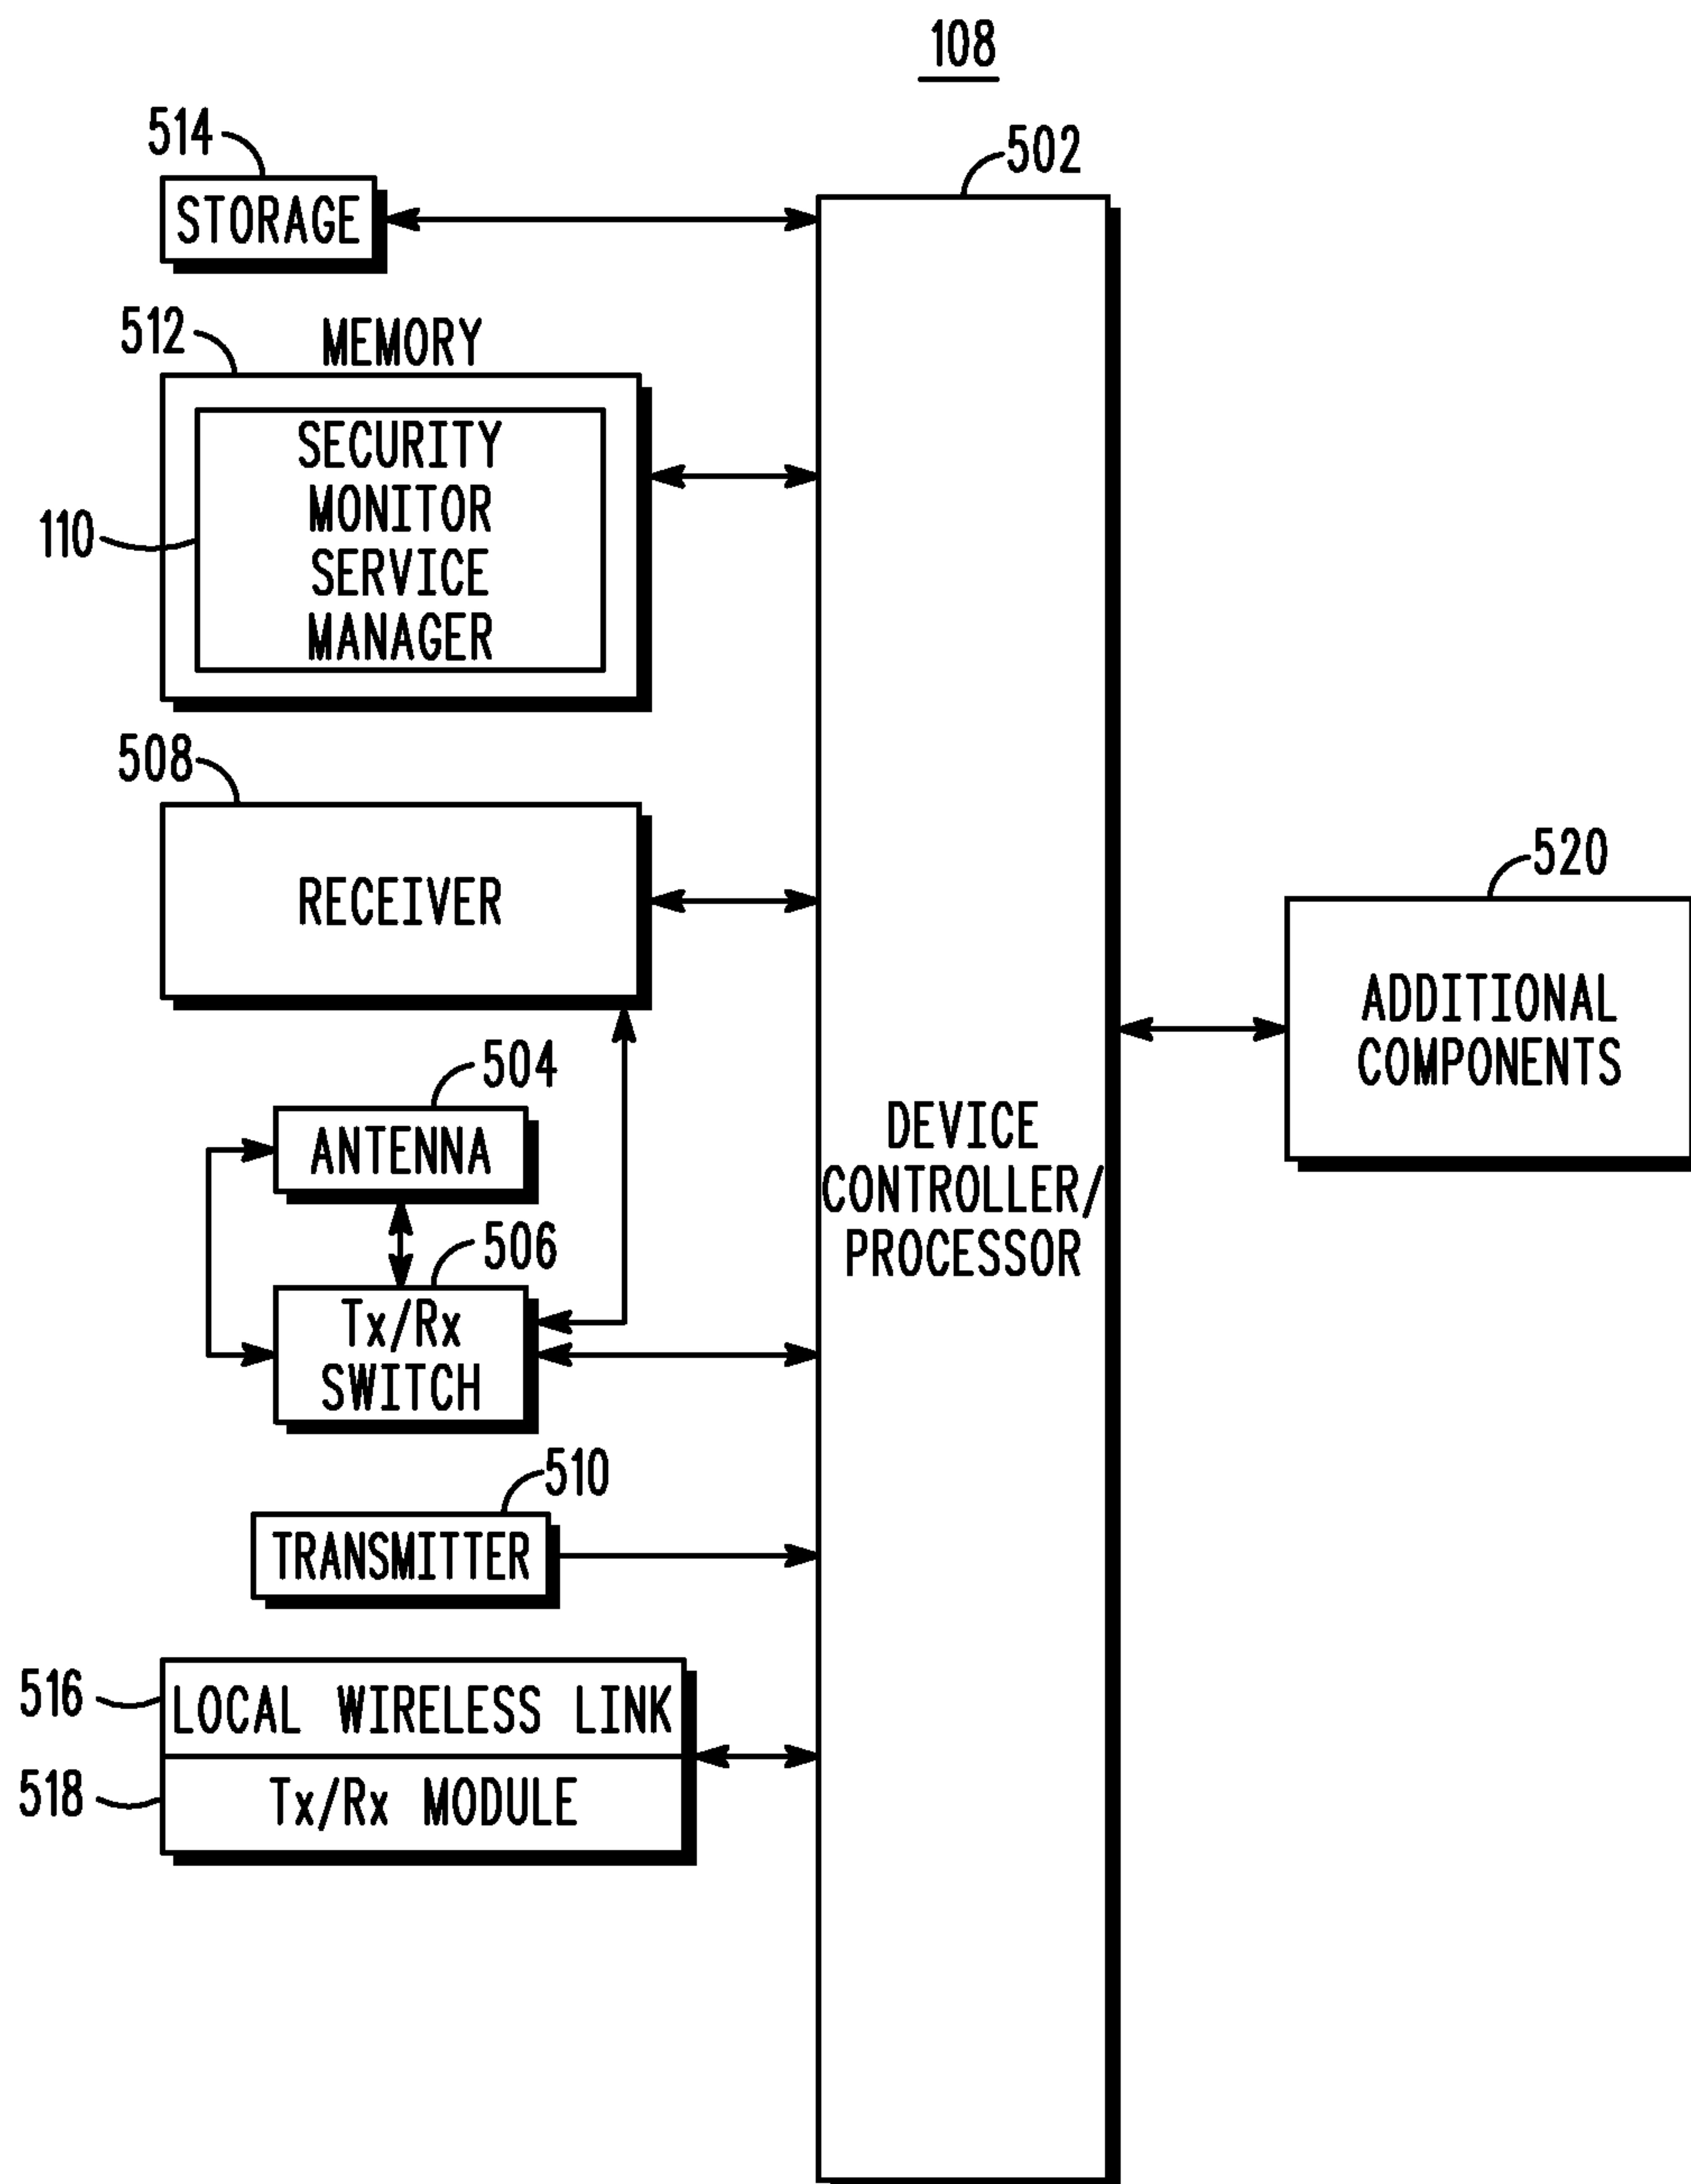 108
514
502
STORAGE
512
MEMORY
SECURITY
MONITOR
SERVICE
MANAGER
110
508
RECEIVER
520
ADDITIONAL
COMPONENTS
504
ANTENNA
DEVICE
CONTROLLER/
PROCESSOR
506
Tx/Rx
SWITCH
510
TRANSMITTER
516
LOCAL WIRELESS LINK
518
Tx/Rx MODULE